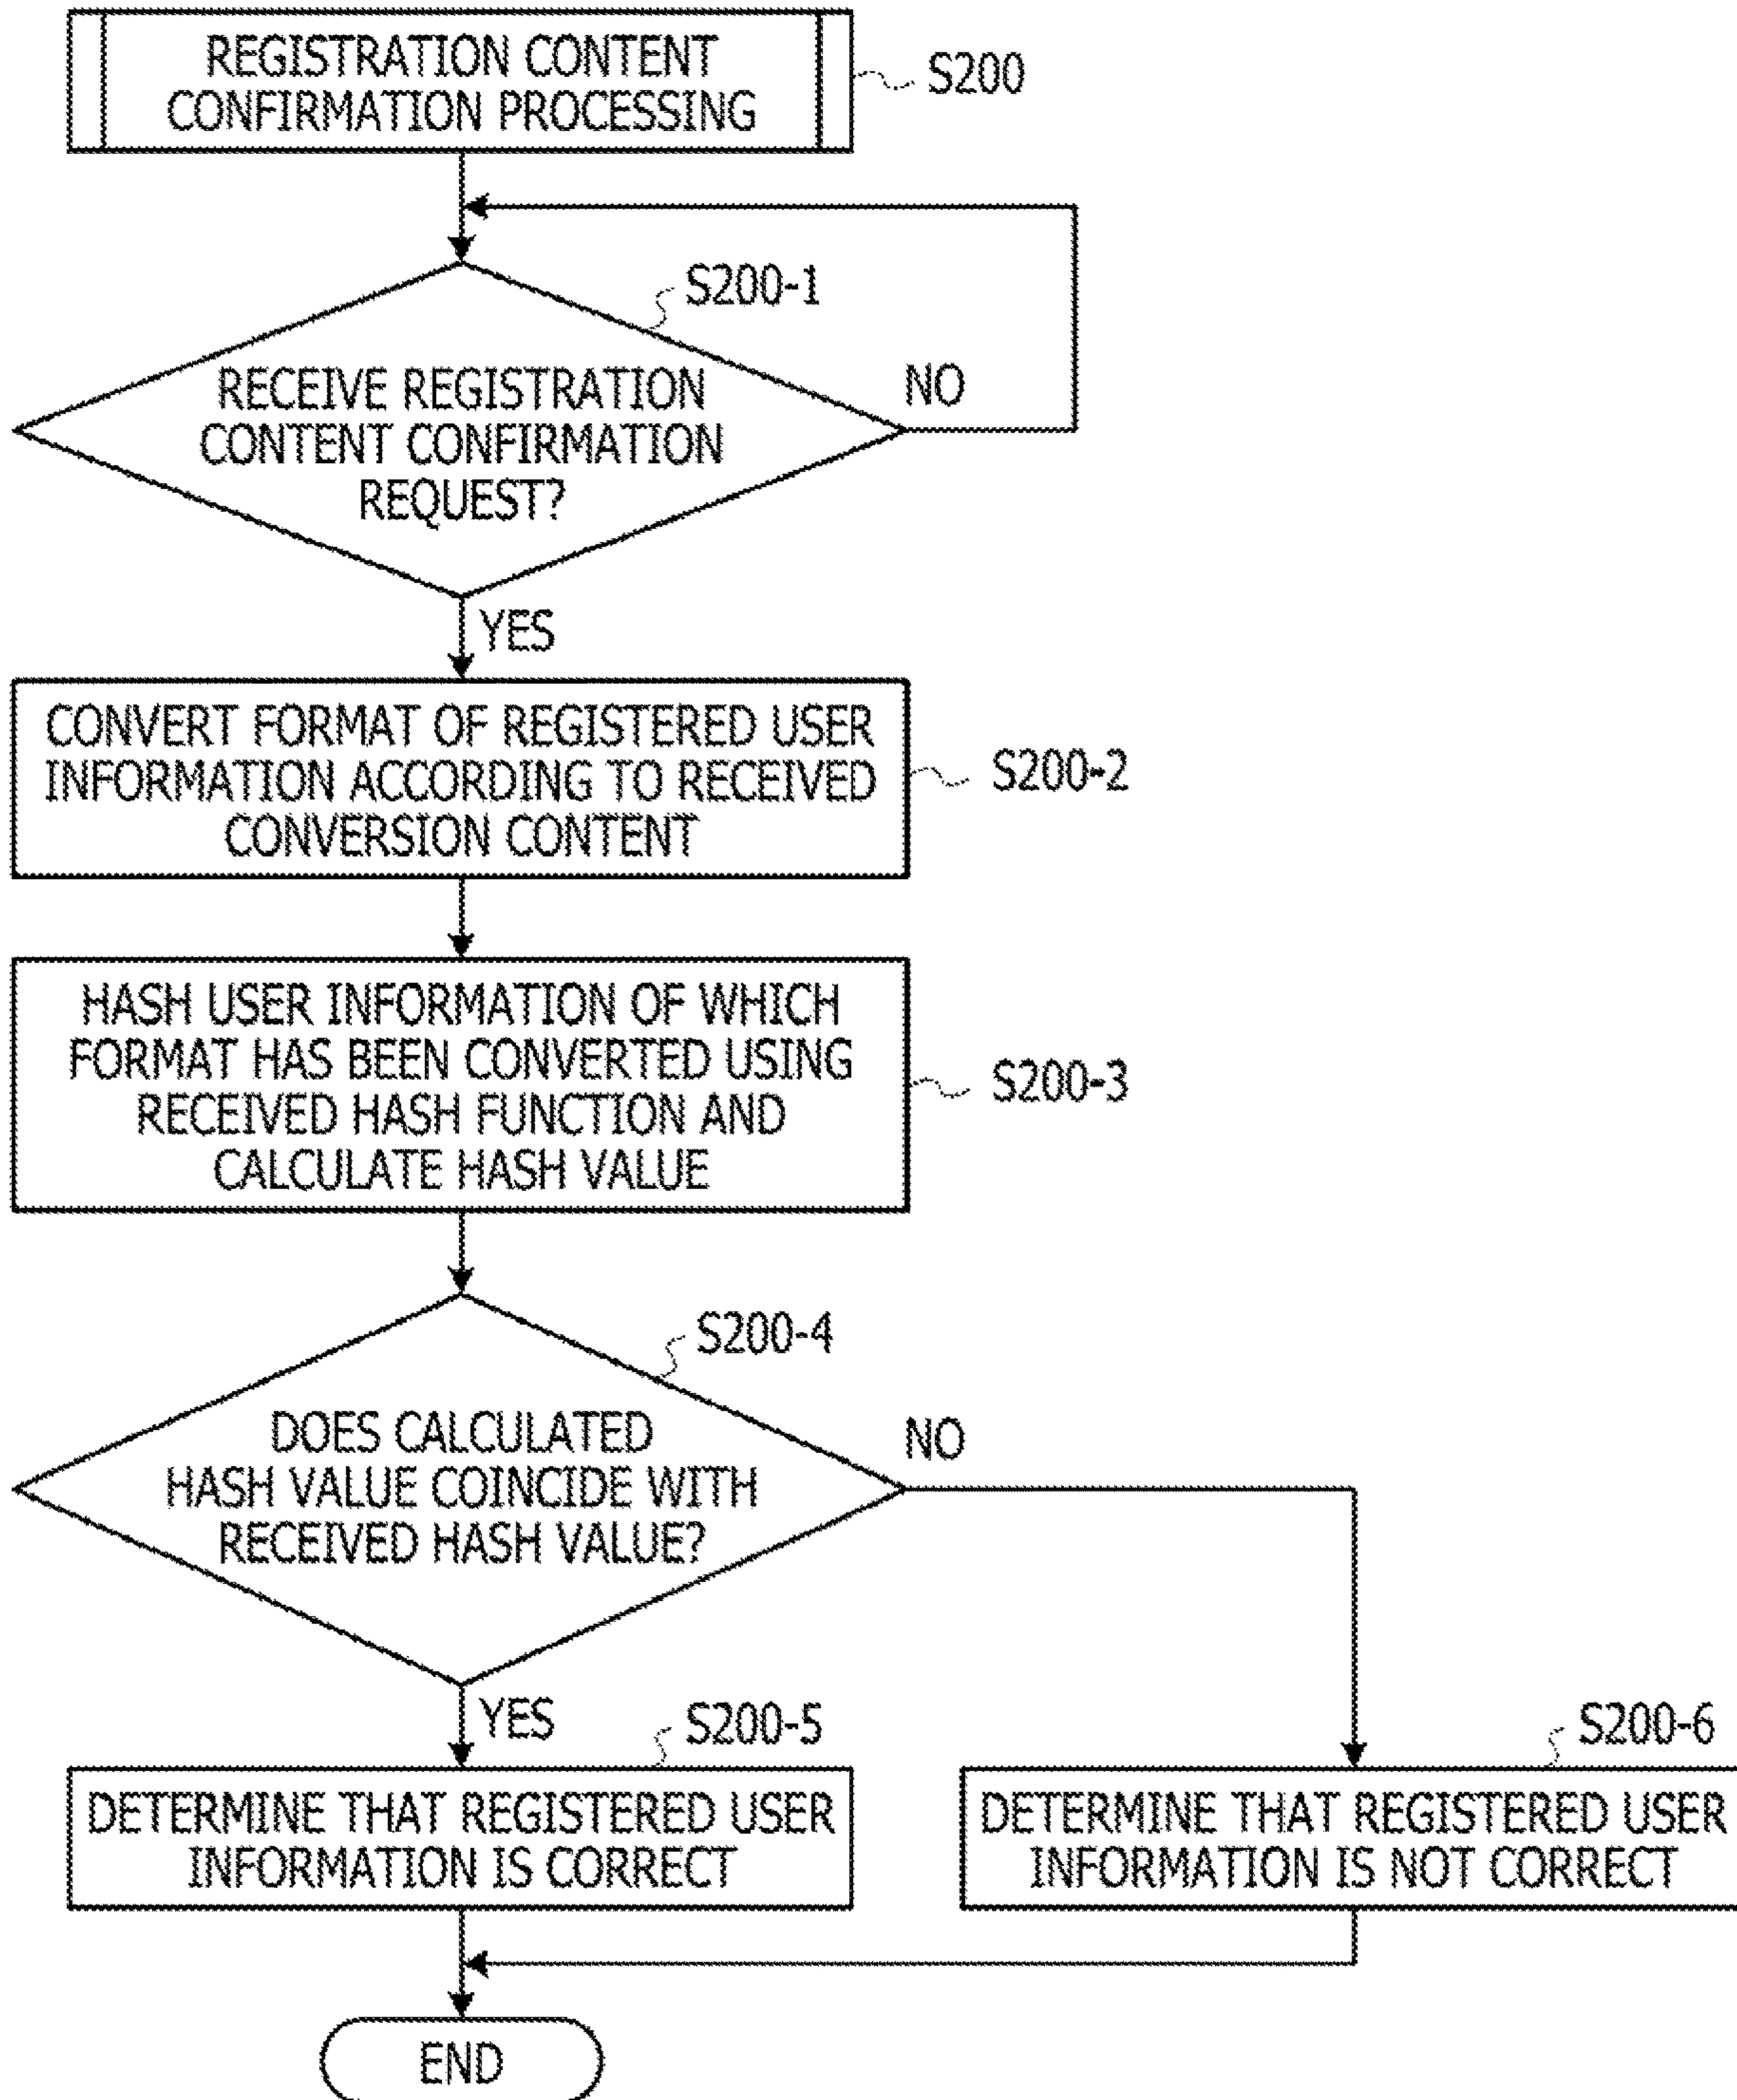 REGISTRATION CONTENT
CONFIRMATION PROCESSING
S200
S200-1
RECEIVE REGISTRATION
CONTENT CONFIRMATION
REQUEST?
NO
YES
CONVERT FORMAT OF REGISTERED USER
INFORMATION ACCORDING TO RECEIVED
CONVERSION CONTENT
S200-2
HASH USER INFORMATION OF WHICH
FORMAT HAS BEEN CONVERTED USING
RECEIVED HASH FUNCTION AND
CALCULATE HASH VALUE
S200-3
S200-4
DOES CALCULATED
HASH VALUE COINCIDE WITH
RECEIVED HASH VALUE?
NO
YES
S200-5
DETERMINE THAT REGISTERED USER
INFORMATION IS CORRECT
S200-6
DETERMINE THAT REGISTERED USER
INFORMATION IS NOT CORRECT
END